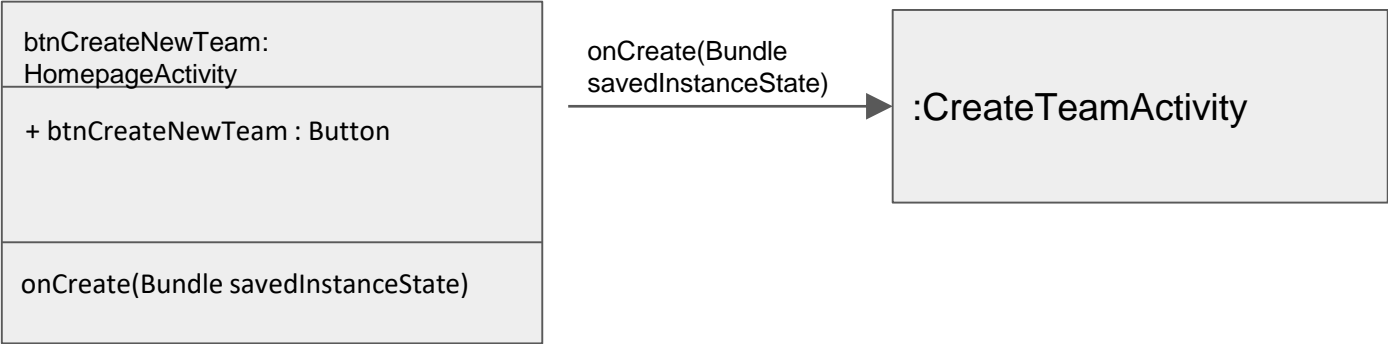 btnCreateNewTeam:
HomepageActivity
+ btnCreateNewTeam : Button
onCreate(Bundle savedInstanceState)
onCreate(Bundle
savedInstanceState)
:CreateTeamActivity